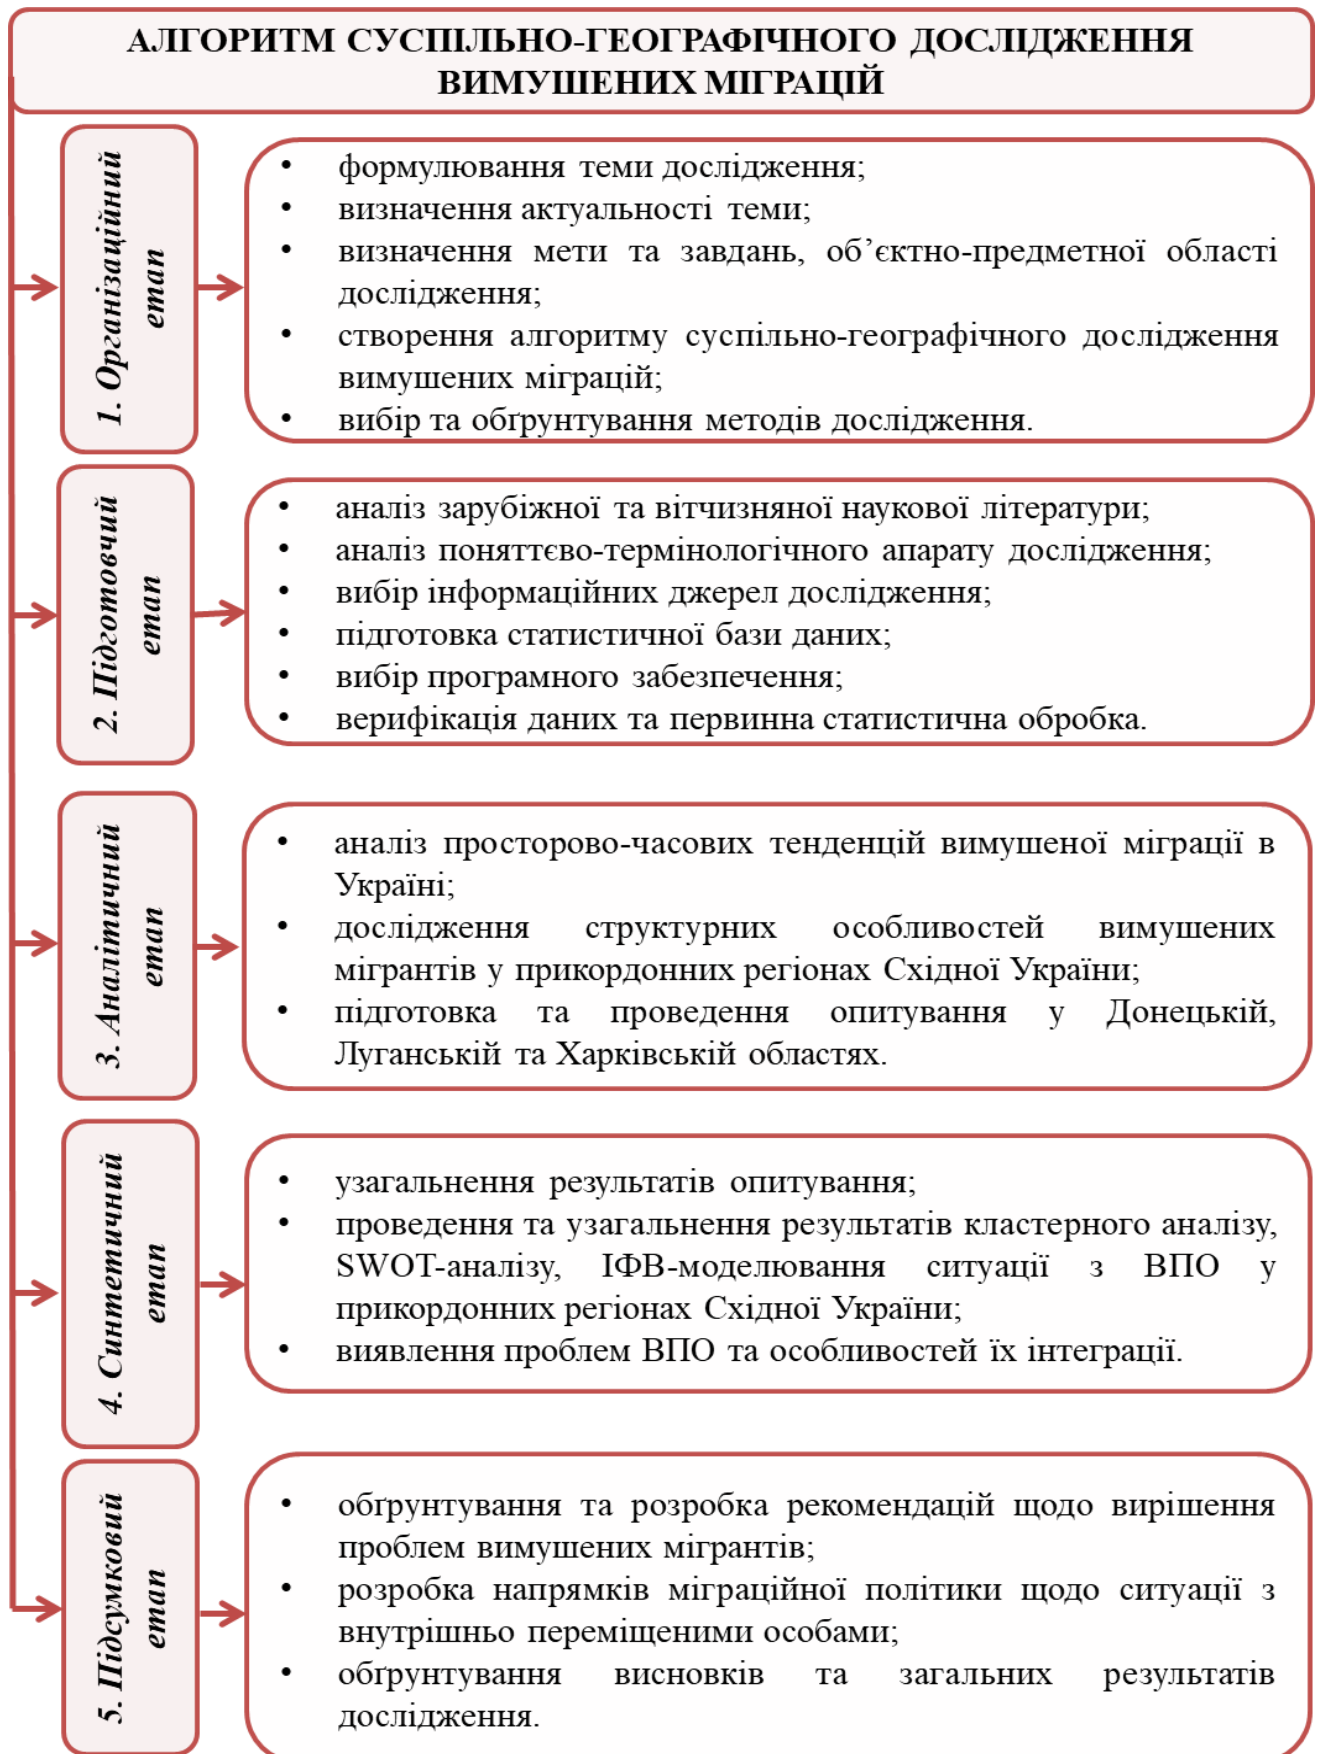 АЛГОРИТМ СУСПІЛЬНО-ГЕОГРАФІЧНОГО ДОСЛІДЖЕННЯ
ВИМУШЕНИХ МІГРАЦІЙ
1. Організаційний
етап
• формулювання теми дослідження;
• визначення актуальності теми;
• визначення мети та завдань, об’єктно-предметної області
дослідження;
• створення алгоритму суспільно-географічного дослідження
вимушених міграцій;
• вибір та обґрунтування методів дослідження.
2. Підготовчий
етап
• аналіз зарубіжної та вітчизняної наукової літератури;
• аналіз поняттєво-термінологічного апарату дослідження;
• вибір інформаційних джерел дослідження;
• підготовка статистичної бази даних;
• вибір програмного забезпечення;
• верифікація даних та первинна статистична обробка.
3. Аналітичний
етап
• аналіз просторово-часових тенденцій вимушеної міграції в
Україні;
• дослідження структурних особливостей вимушених
мігрантів у прикордонних регіонах Східної України;
• підготовка та проведення опитування у Донецькій,
Луганській та Харківській областях.
4. Синтетичний
етап
• узагальнення результатів опитування;
• проведення та узагальнення результатів кластерного аналізу,
SWOT-аналізу, ІФВ-моделювання ситуації з ВПО у
прикордонних регіонах Східної України;
• виявлення проблем ВПО та особливостей їх інтеграції.
5. Підсумковий
етап
• обґрунтування та розробка рекомендацій щодо вирішення
проблем вимушених мігрантів;
• розробка напрямків міграційної політики щодо ситуації з
внутрішньо переміщеними особами;
• обґрунтування висновків та загальних результатів
дослідження.